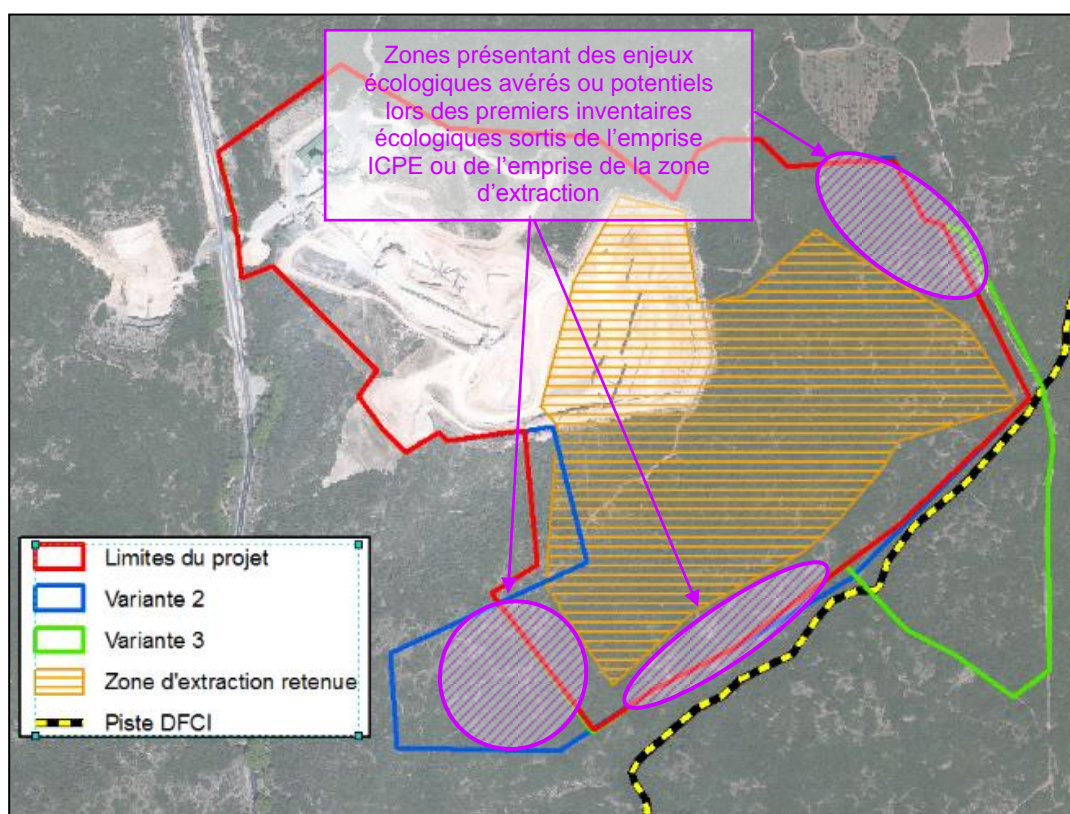 Zones présentant des enjeux
écologiques avérés ou potentiels
lors des premiers inventaires
écologiques sortis de l'emprise
ICPE ou de l'emprise de la zone
d'extraction
Limites du projet
Variante 2
Variante 3
Zone d'extraction retenue
Piste DFCI